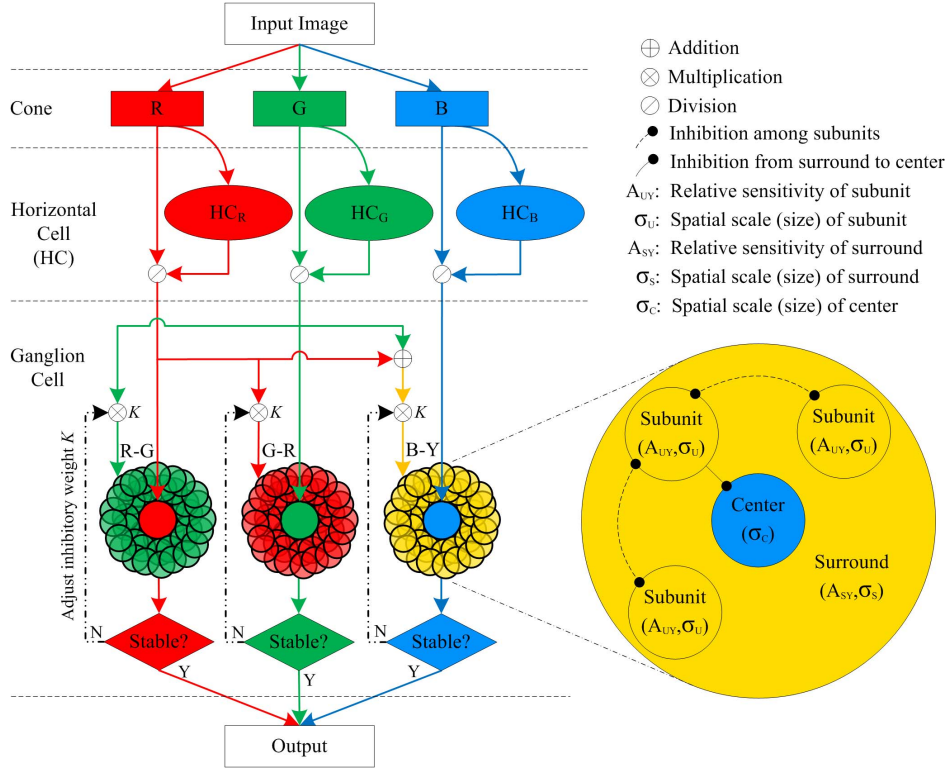 Input Image
Cone
R
G
B
Horizontal
Cell
(HC)
HC_R
HC_G
HC_B
Ganglion
Cell
K
K
K
R-G
G-R
B-Y
Adjust inhibitory weight K
N
Stable?
N
Stable?
N
Stable?
Y
Y
Y
Output
Addition
Multiplication
Division
Inhibition among subunits
Inhibition from surround to center
A_UY: Relative sensitivity of subunit
σ_U: Spatial scale (size) of subunit
A_SY: Relative sensitivity of surround
σ_S: Spatial scale (size) of surround
σ_C: Spatial scale (size) of center
Subunit
(A_UY,σ_U)
Subunit
(A_UY,σ_U)
Center
(σ_C)
Surround
(A_SY,σ_S)
Subunit
(A_UY,σ_U)